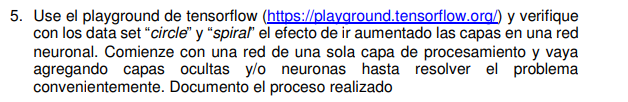 5. Use el playground de tensorflow (https://playground.tensorflow.org/) y verifique
con los data set “circle” y “spiral” el efecto de ir aumentado las capas en una red
neuronal. Comienze con una red de una sola capa de procesamiento y vaya
agregando capas ocultas y/o neuronas hasta resolver el problema
convenientemente. Documento el proceso realizado